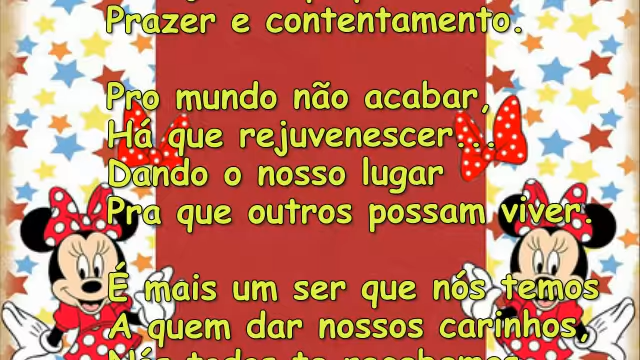 Prazer e contentamento.
Pro mundo não acabar,
Há que rejuvenescer...
Dando o nosso lugar
Pra que outros possam viver.
É mais um ser que nós temos
A quem dar nossos carinhos,